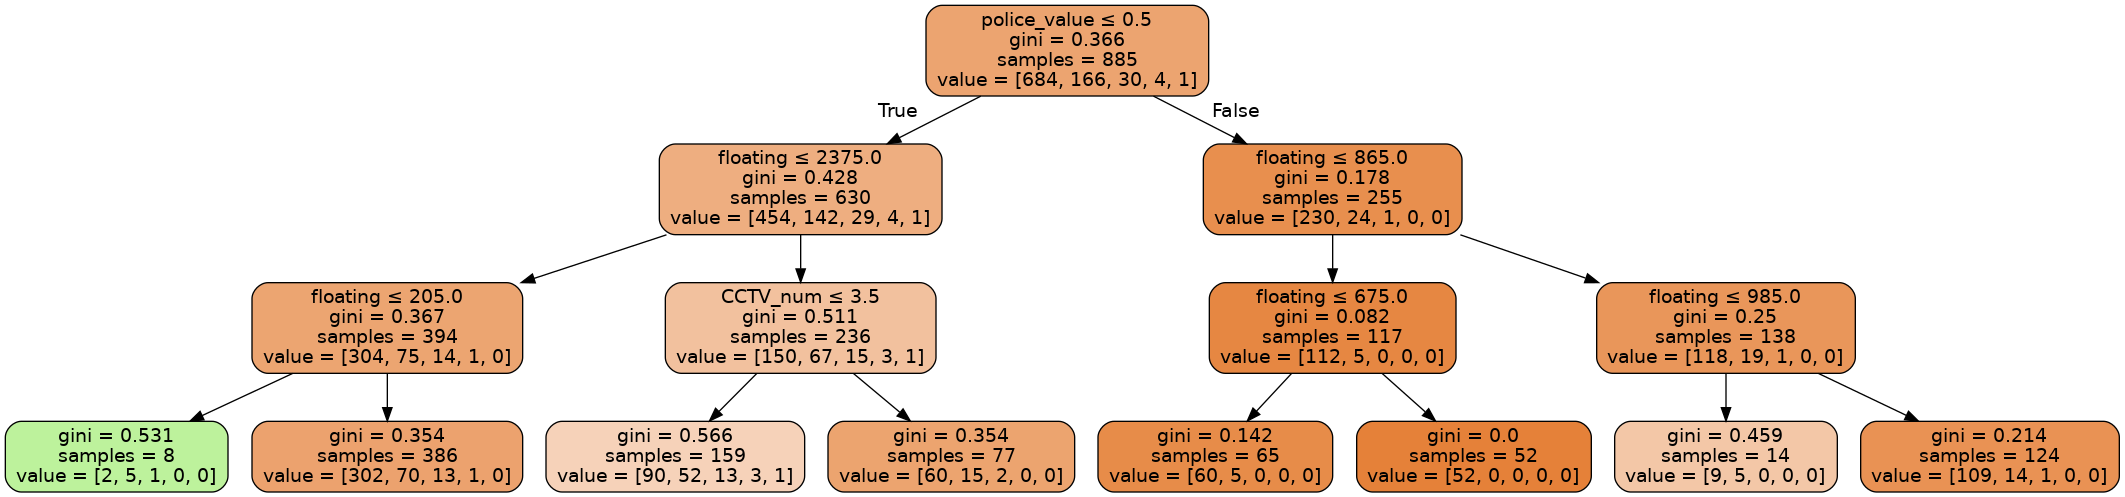 police_value ≤ 0.5
gini = 0.366
samples = 885
value = [684, 166, 30, 4, 1]
True
False
floating ≤ 2375.0
gini = 0.428
samples = 630
value = [454, 142, 29, 4, 1]
floating ≤ 865.0
gini = 0.178
samples = 255
value = [230, 24, 1, 0, 0]
floating ≤ 205.0
gini = 0.367
samples = 394
value = [304, 75, 14, 1, 0]
CCTV_num ≤ 3.5
gini = 0.511
samples = 236
value = [150, 67, 15, 3, 1]
floating ≤ 675.0
gini = 0.082
samples = 117
value = [112, 5, 0, 0, 0]
floating ≤ 985.0
gini = 0.25
samples = 138
value = [118, 19, 1, 0, 0]
gini = 0.531
samples = 8
value = [2, 5, 1, 0, 0]
gini = 0.354
samples = 386
value = [302, 70, 13, 1, 0]
gini = 0.566
samples = 159
value = [90, 52, 13, 3, 1]
gini = 0.354
samples = 77
value = [60, 15, 2, 0, 0]
gini = 0.142
samples = 65
value = [60, 5, 0, 0, 0]
gini = 0.0
samples = 52
value = [52, 0, 0, 0, 0]
gini = 0.459
samples = 14
value = [9, 5, 0, 0, 0]
gini = 0.214
samples = 124
value = [109, 14, 1, 0, 0]